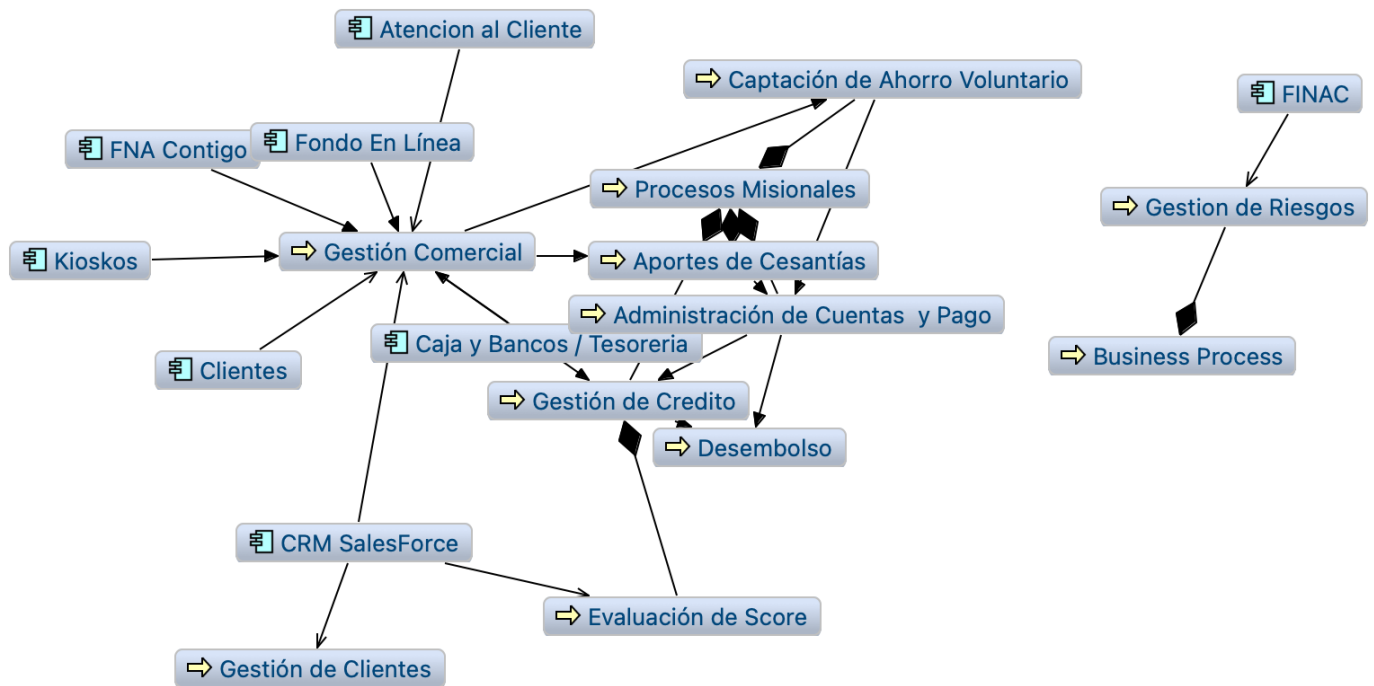 Atencion al Cliente
Captación de Ahorro Voluntario
FINAC
FNA Contigo
Fondo En Línea
Procesos Misionales
Gestion de Riesgos
Kioskos
Gestión Comercial
Aportes de Cesantías
Administración de Cuentas y Pago
Caja y Bancos / Tesoreria
Business Process
Clientes
Gestión de Credito
Desembolso
CRM SalesForce
Evaluación de Score
Gestión de Clientes